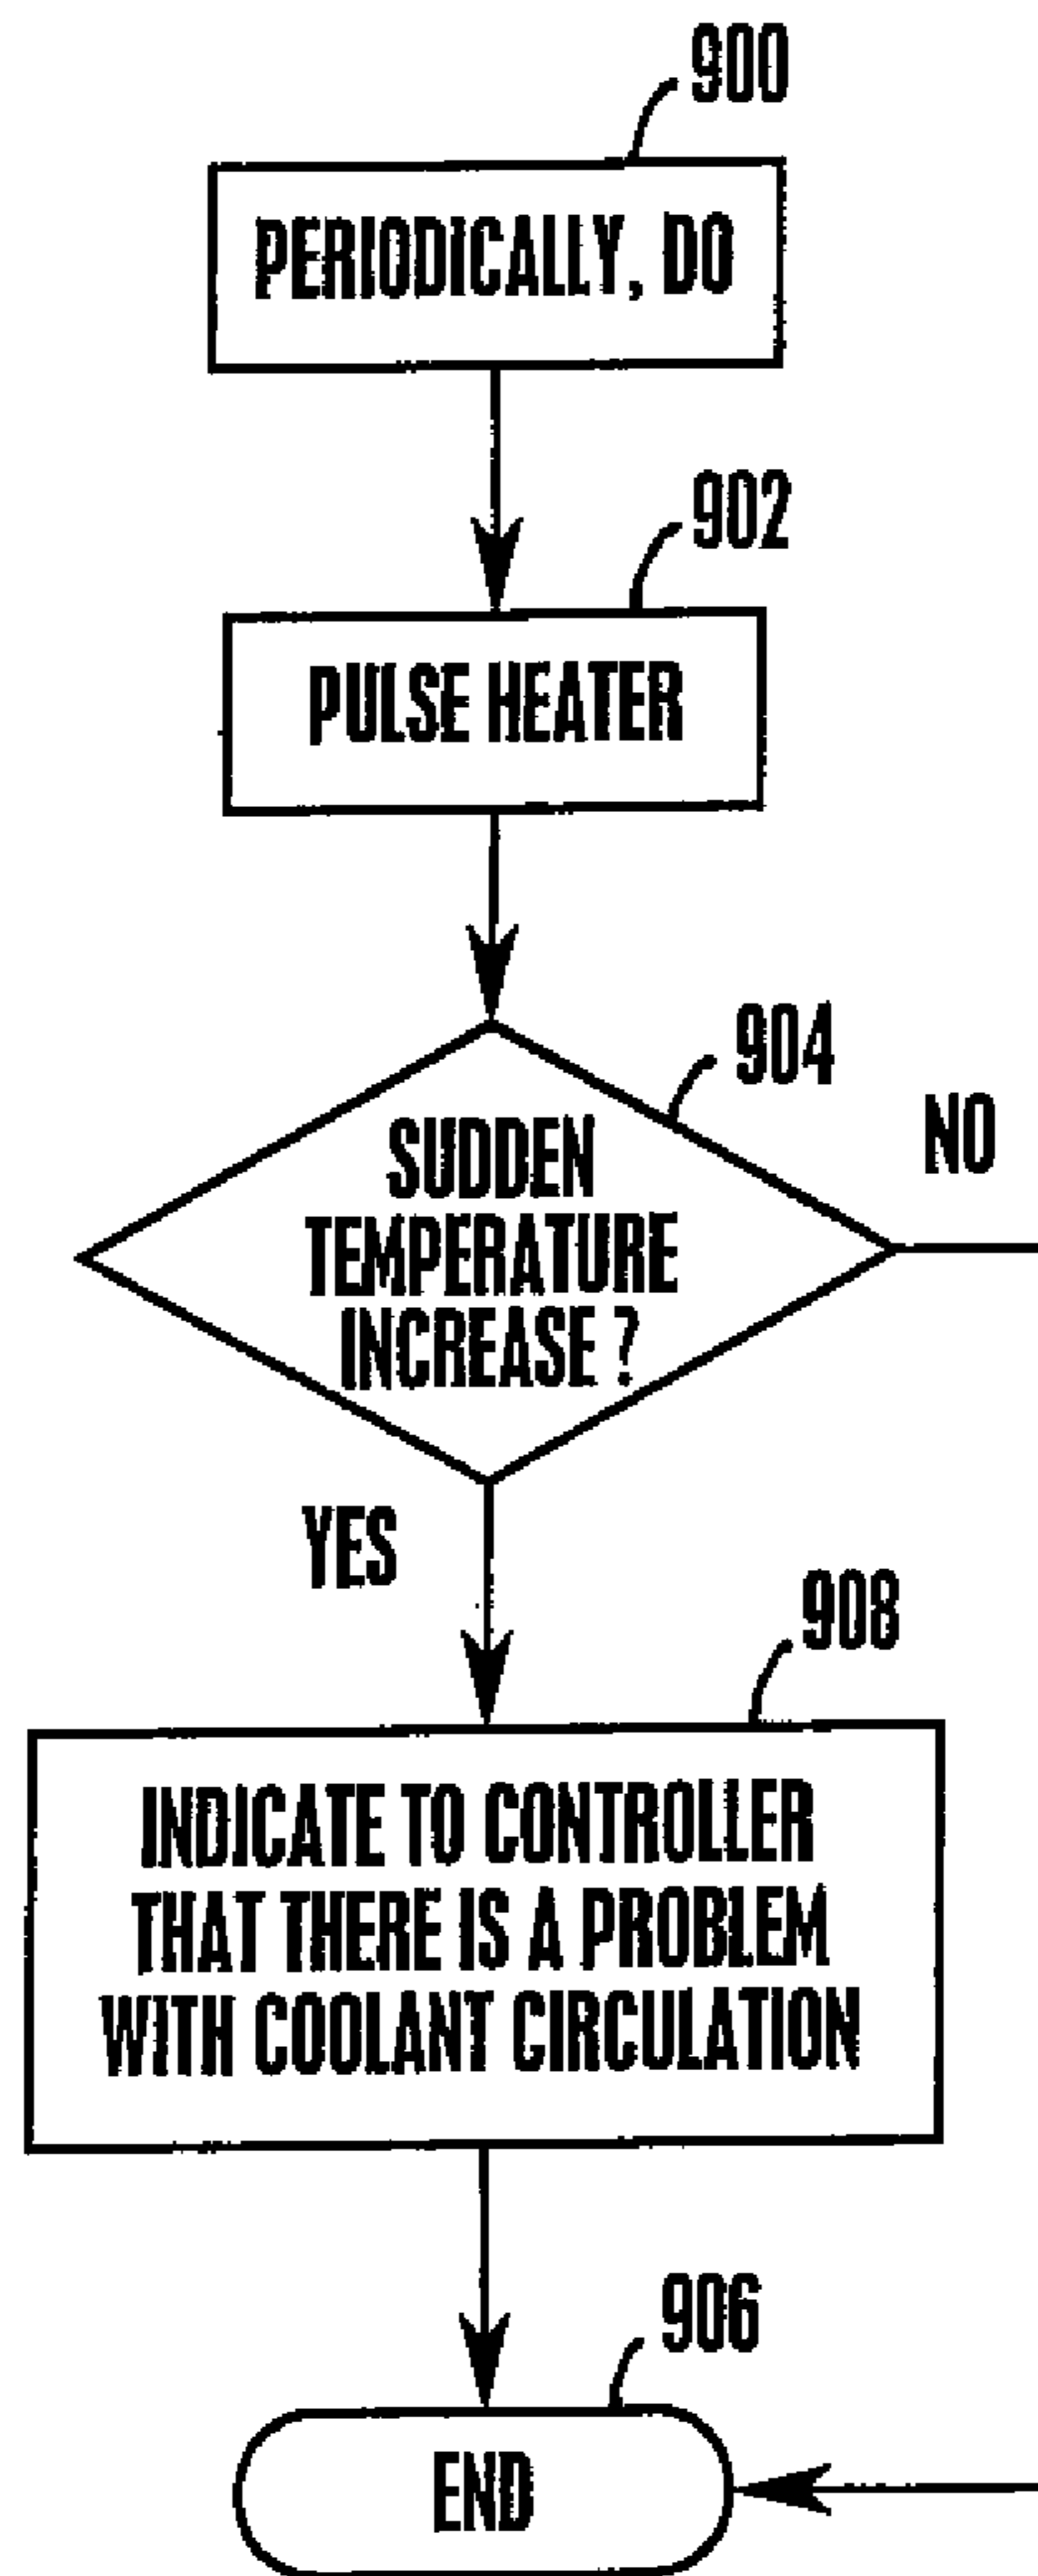 900
PERIODICALLY, DO
902
PULSE HEATER
904
NO
SUDDEN
TEMPERATURE
INCREASE ?
YES
908
INDICATE TO CONTROLLER
THAT THERE IS A PROBLEM
WITH COOLANT CIRCULATION
906
END